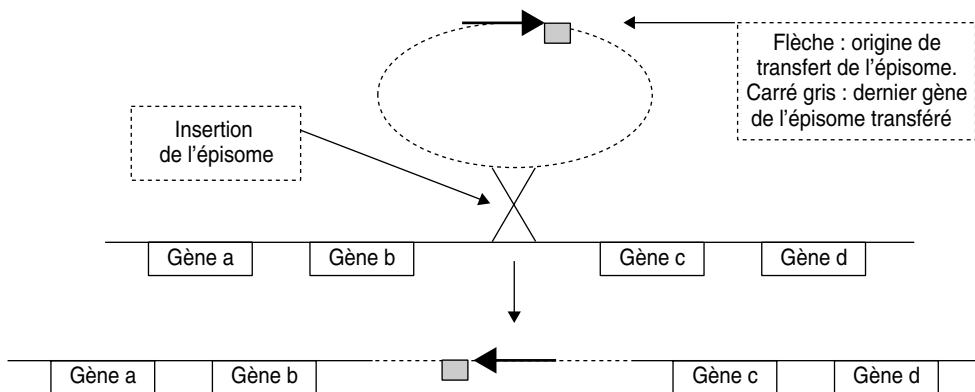 Flèche : origine de
transfert de l'épisome.
Carré gris : dernier gène
de l'épisome transféré
Insertion
de l'épisome
Gène a
Gène b
Gène c
Gène d
Gène a
Gène b
Gène c
Gène d